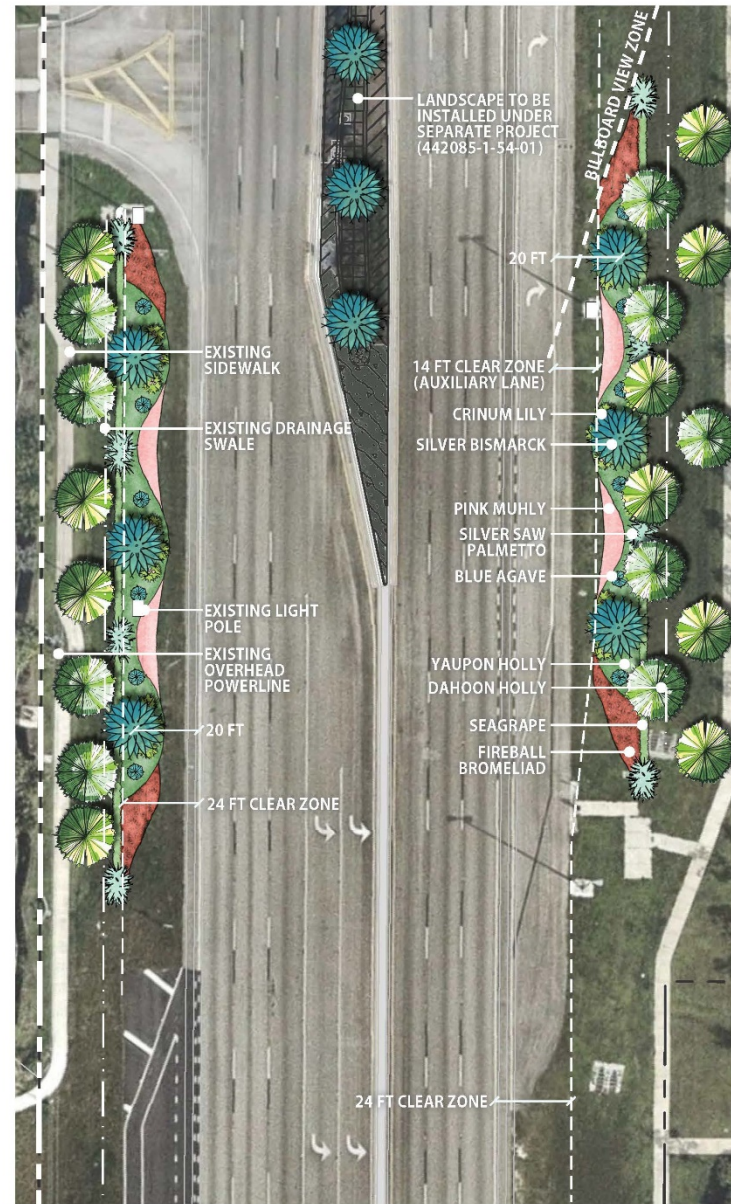 BILLBOARD VIEW ZONE
LANDSCAPE TO BE
INSTALLED UNDER
SEPARATE PROJECT
(442085-1-54-01)
20 FT
EXISTING
SIDEWALK
14 FT CLEAR ZONE
(AUXILIARY LANE)
CRINUM LILY
EXISTING DRAINAGE
SWALE
SILVER BISMARCK
PINK MUHLY
SILVER SAW
PALMETTO
BLUE AGAVE
EXISTING LIGHT
POLE
EXISTING
OVERHEAD
POWERLINE
YAUPON HOLLY
DAHOON HOLLY
SEAGRAPE
20 FT
FIREBALL
BROMELIAD
24 FT CLEAR ZONE
24 FT CLEAR ZONE